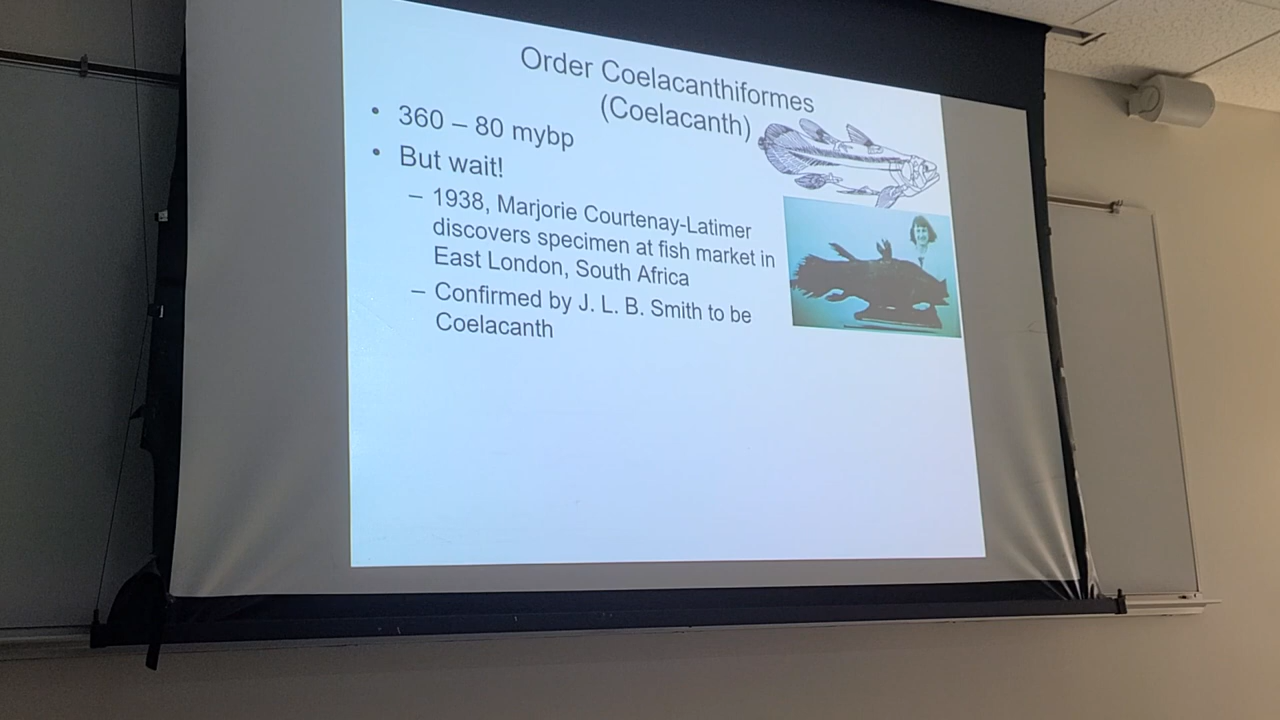 Order Coelacanthiformes
(Coelacanth)
• 360 – 80 mybp
• But wait!
– 1938, Marjorie Courtenay-Latimer
discovers specimen at fish market in
East London, South Africa
– Confirmed by J. L. B. Smith to be
Coelacanth